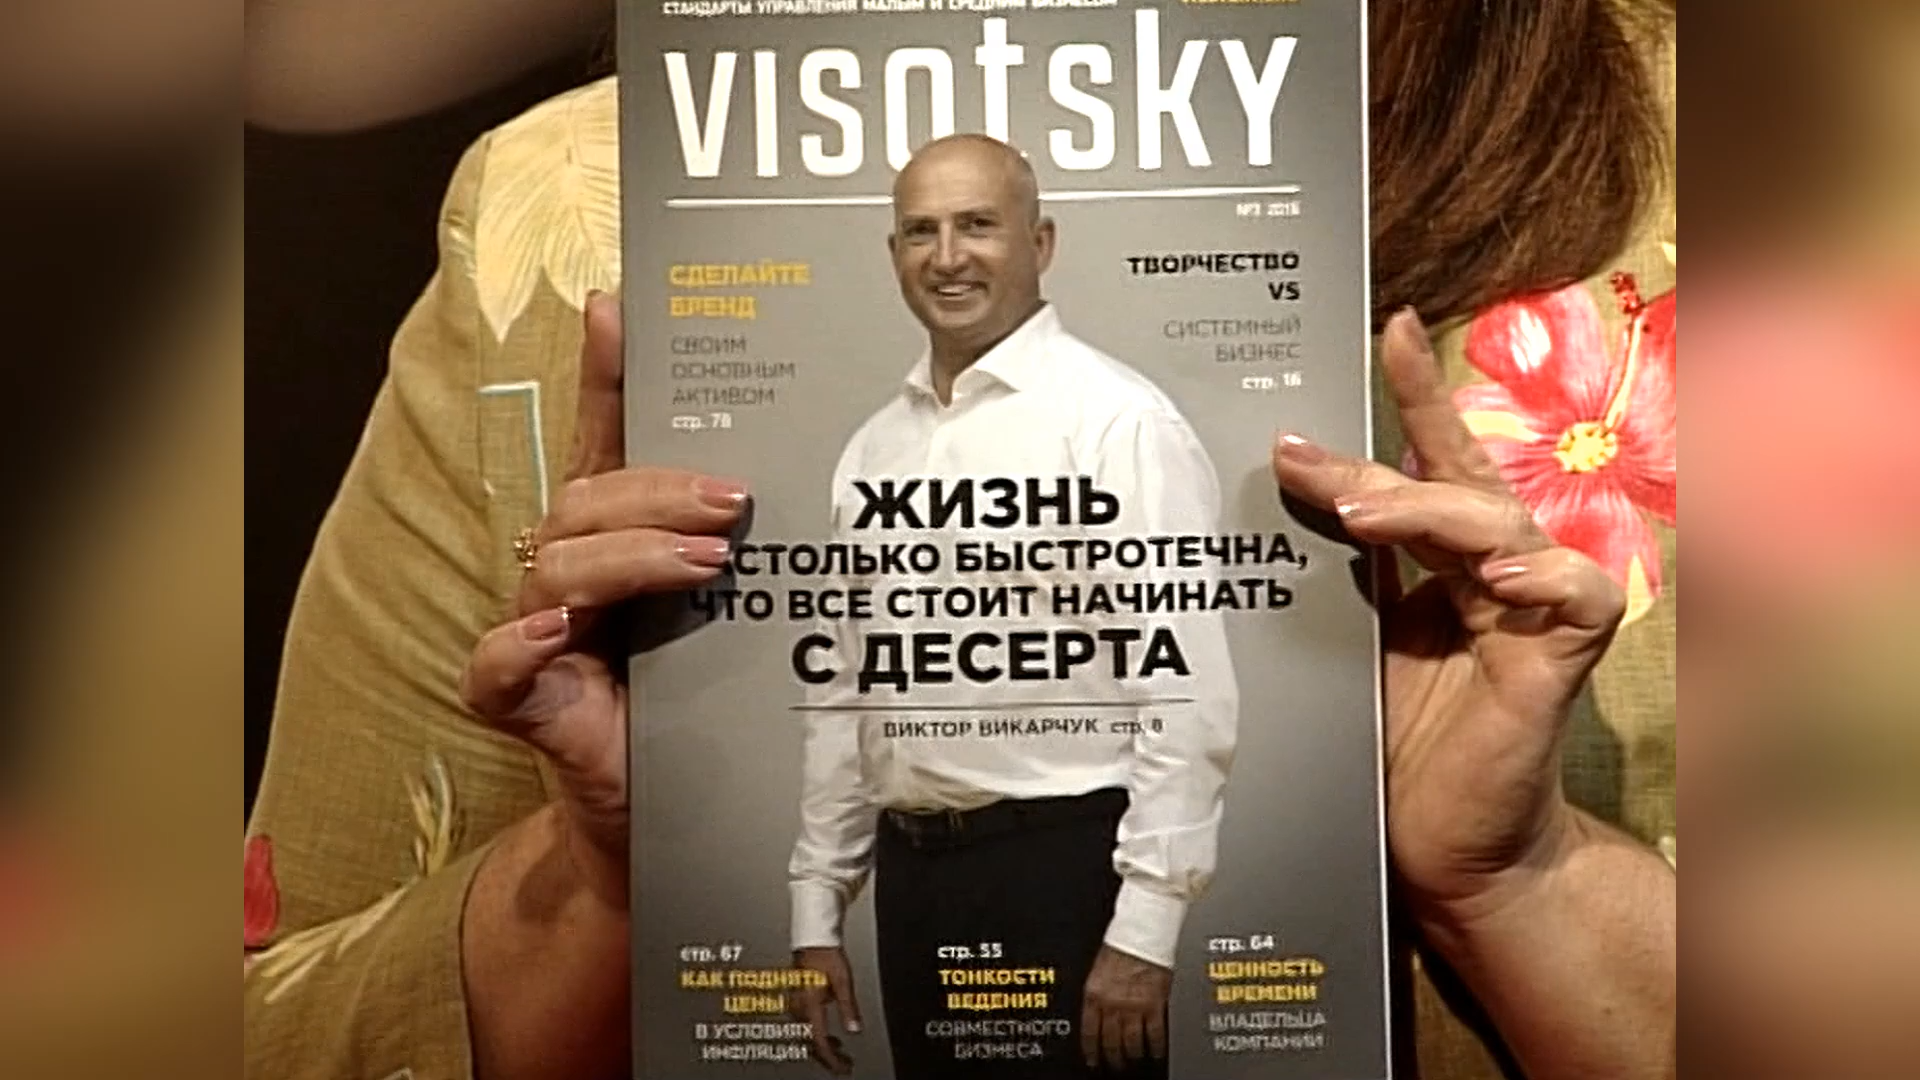 СТАНДАРТЫ УПРАВЛЕНИЯ МАЛЫМ И СРЕДНИМ БИЗНЕСОМ
VISOTSKY
СДЕЛАЙТЕ
БРЕНД
СВОИМ
ОСНОВНЫМ
АКТИВОМ
стр. 78
ТВОРЧЕСТВО
VS
СИСТЕМНЫЙ
БИЗНЕС
стр. 16
ЖИЗНЬ
СТОЛЬКО БЫСТРОТЕЧНА,
ЧТО ВСЕ СТОИТ НАЧИНАТЬ
С ДЕСЕРТА
ВИКТОР ВИКАРЧУК стр. 8
стр. 67
КАК ПОДНЯТЬ
ЦЕНЫ
В УСЛОВИЯХ
ИНФЛЯЦИИ
стр. 55
ТОНКОСТИ
ВЕДЕНИЯ
СОВМЕСТНОГО
БИЗНЕСА
стр. 64
ЦЕННОСТЬ
ВРЕМЕНИ
ВЛАДЕЛЬЦА
КОМПАНИИ